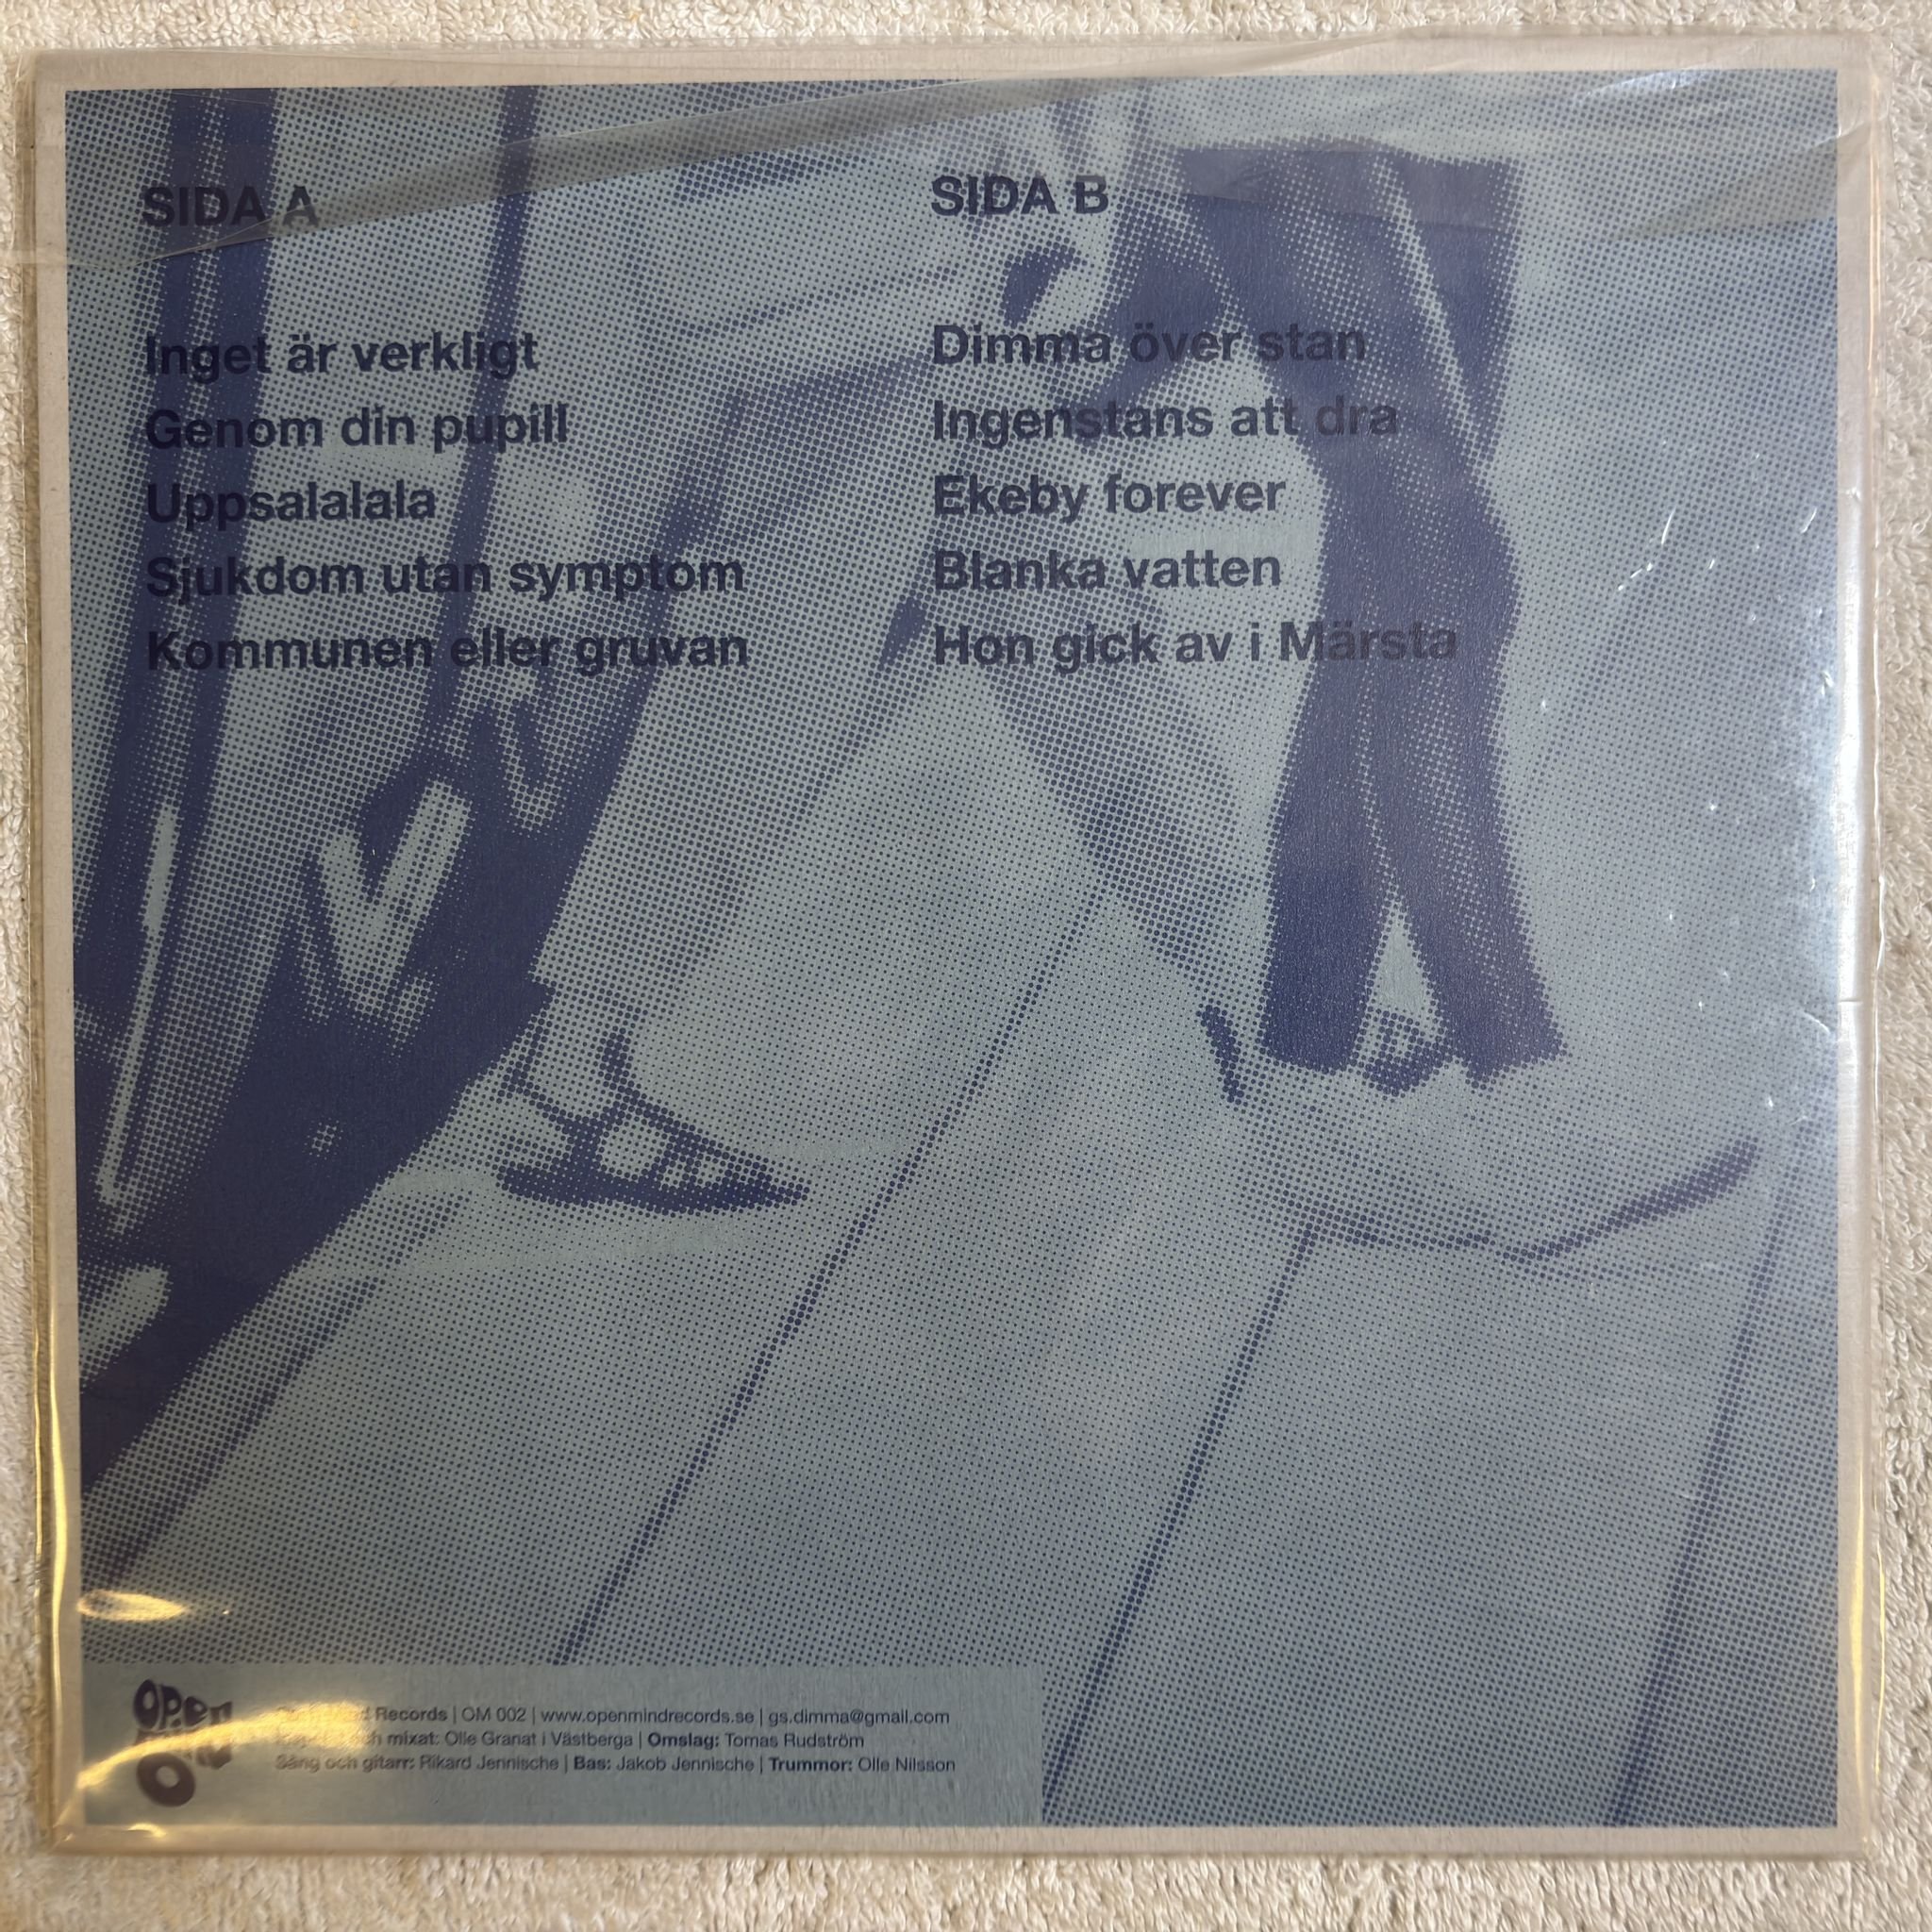 SIDA A
Inget är verkligt
Genom din pupill
Uppsalalala
Sjukdom utan symptom
Kommunen eller gruvan
SIDA B
Dimma över stan
Ingenstans att dra
Ekeby forever
Blanka vatten
Hon gick av i Märsta
Open
Records | OM 002 | www.openmindrecords.se | gs.dimma@gmail.com
mixat: Olle Granat i Västberga | Omslag: Tomas Rudström
Sång och gitarr: Rikard Jennische | Bas: Jakob Jennische | Trummor: Olle Nilsson